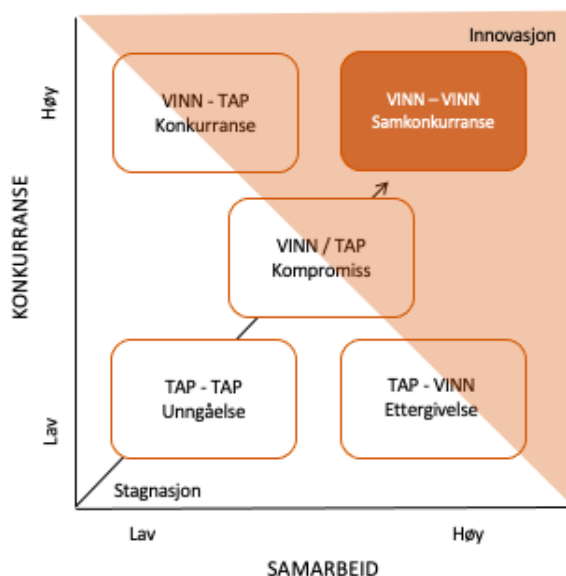 Innovasjon
VINN - TAP
Konkurranse
VINN – VINN
Samkonkurranse
Høy
KONKURRANSE
VINN / TAP
Kompromiss
TAP - TAP
Unngåelse
TAP - VINN
Ettergivelse
Lav
Stagnasjon
Lav
Høy
SAMARBEID